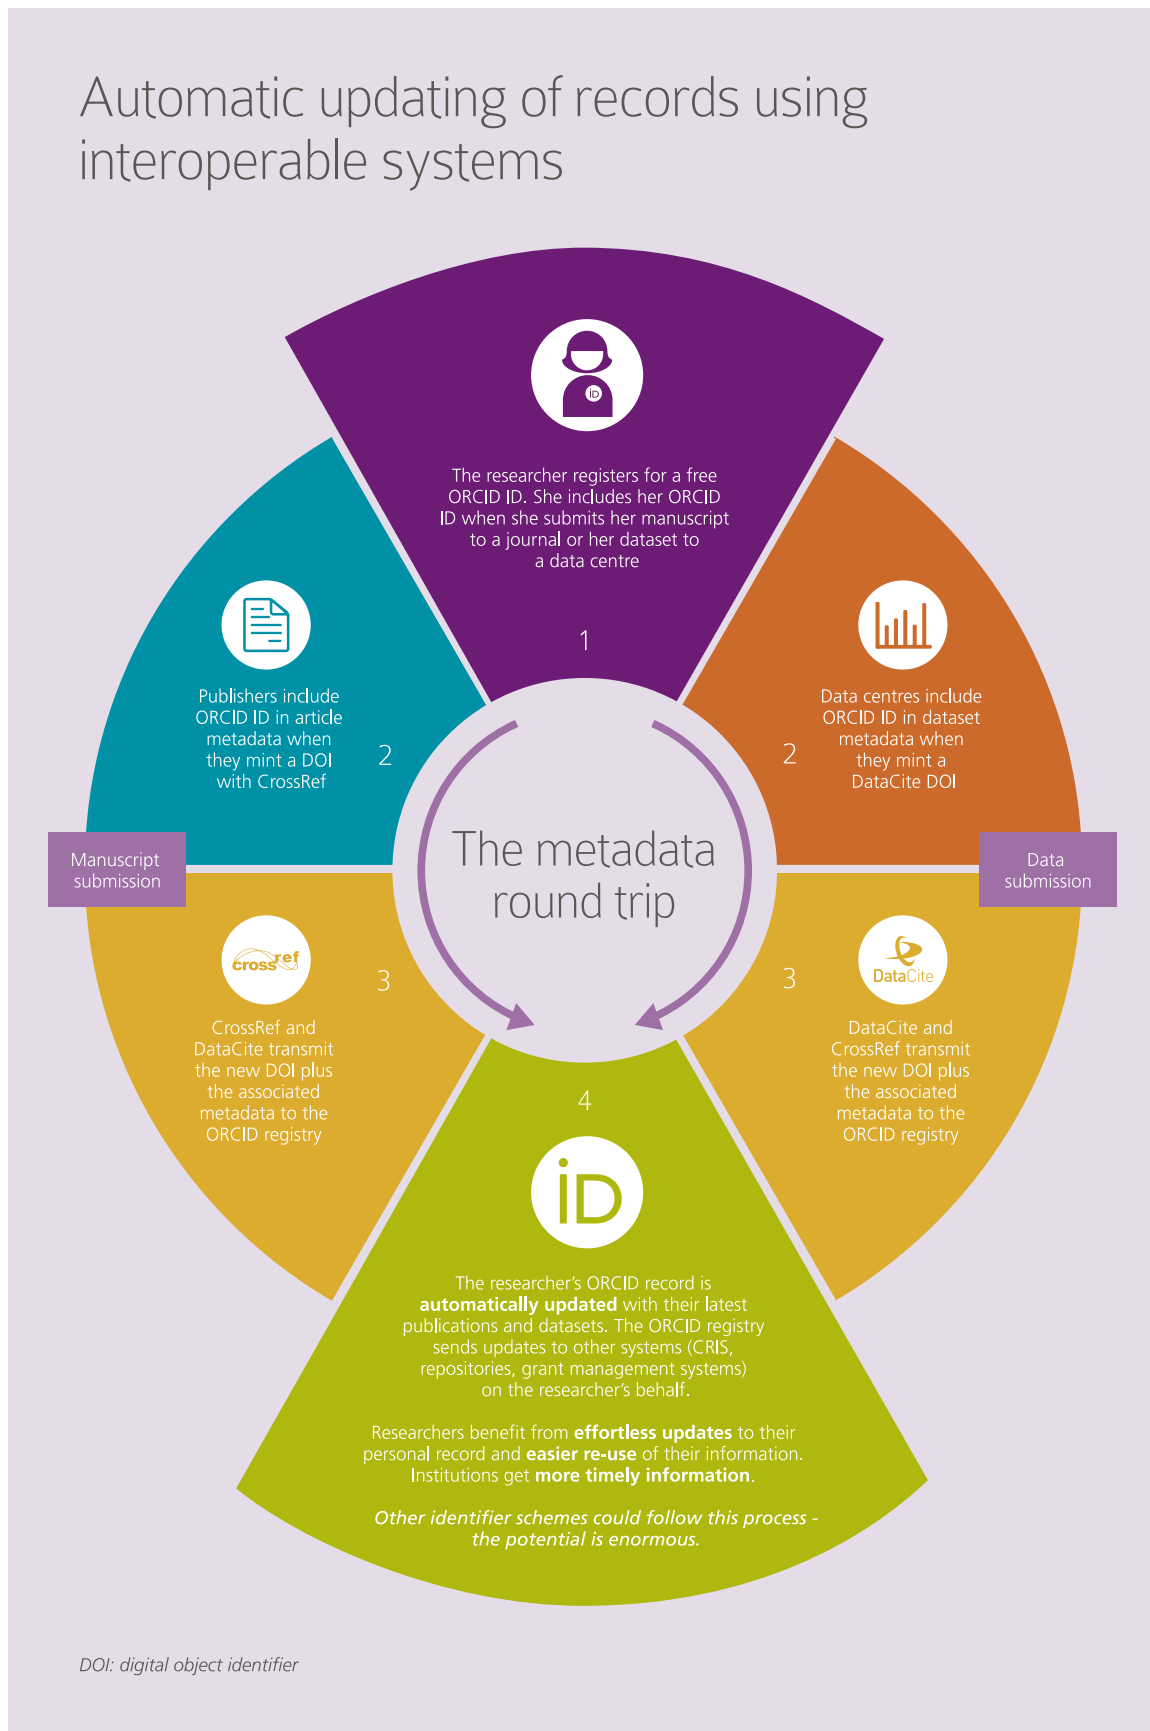 Automatic updating of records using
interoperable systems
iD
The researcher registers for a free
ORCID ID. She includes her ORCID
ID when she submits her manuscript
to a journal or her dataset to
a data centre
1
Publishers include
ORCID ID in article
metadata when
they mint a DOI
with CrossRef
2
Data centres include
ORCID ID in dataset
metadata when
they mint a
DataCite DOI
2
The metadata
round trip
Manuscript
submission
Data
submission
crossref
CrossRef and
DataCite transmit
the new DOI plus
the associated
metadata to the
ORCID registry
3
DataCite
DataCite and
CrossRef transmit
the new DOI plus
the associated
metadata to the
ORCID registry
3
4
iD
The researcher’s ORCID record is
automatically updated with their latest
publications and datasets. The ORCID registry
sends updates to other systems (CRIS,
repositories, grant management systems)
on the researcher’s behalf.
Researchers benefit from effortless updates to their
personal record and easier re-use of their information.
Institutions get more timely information.
Other identifier schemes could follow this process -
the potential is enormous.
DOI: digital object identifier